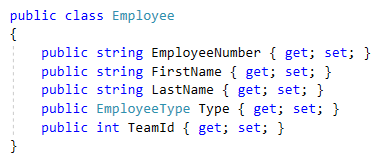 public class Employee
{
    public string EmployeeNumber { get; set; }
    public string FirstName { get; set; }
    public string LastName { get; set; }
    public EmployeeType Type { get; set; }
    public int TeamId { get; set; }
}